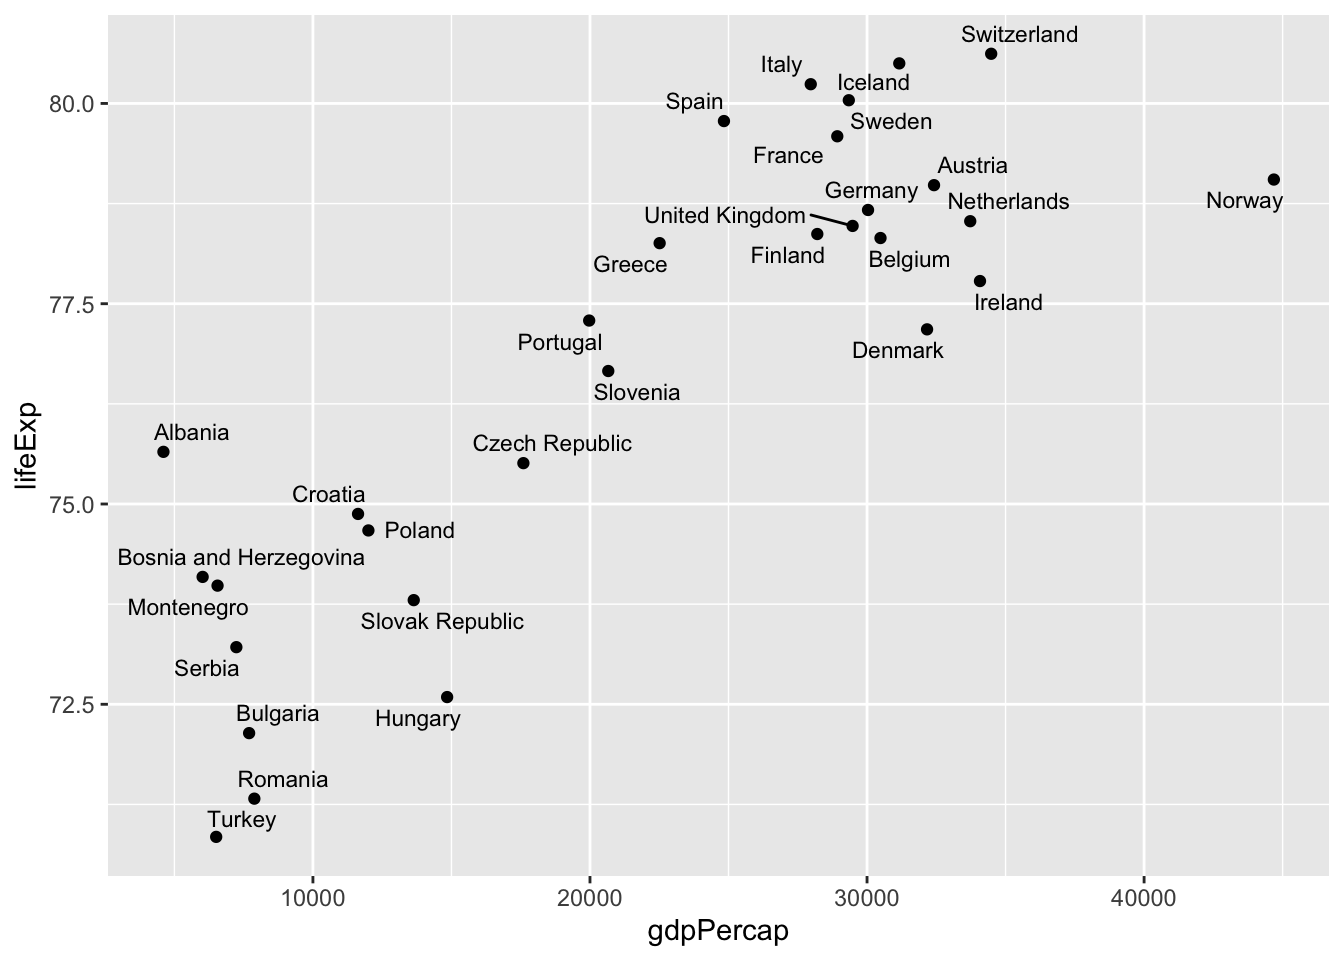 Switzerland
Italy
Iceland
Spain
Sweden
France
Austria
Germany
Netherlands
Norway
United Kingdom
Finland
Belgium
Greece
Ireland
Portugal
Denmark
Slovenia
Albania
Czech Republic
Croatia
Poland
Bosnia and Herzegovina
Montenegro
Slovak Republic
Serbia
Bulgaria
Hungary
Romania
Turkey
80.0
77.5
75.0
72.5
lifeExp
10000
20000
30000
40000
gdpPercap